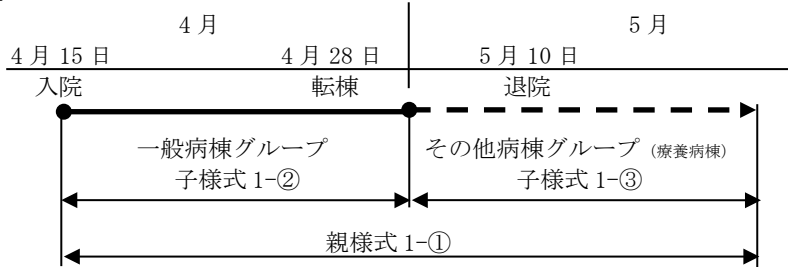 4月 5月
4月15日 4月28日 5月10日
入院 転棟 退院
一般病棟グループ その他病棟グループ（療養病棟）
子様式1-② 子様式1-③
親様式1-①